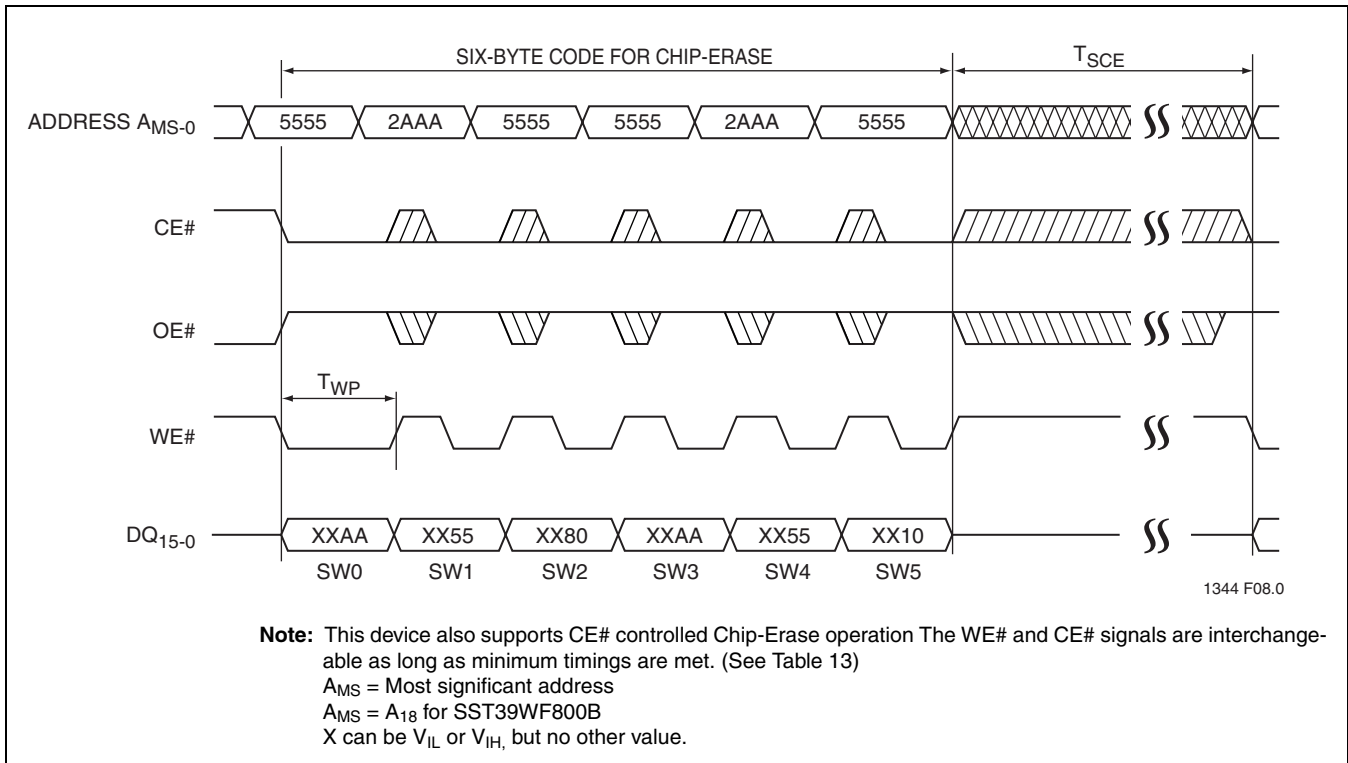 SIX-BYTE CODE FOR CHIP-ERASE TSCE
ADDRESS AMS-0 5555 2AAA 5555 5555 2AAA 5555
CE#
OE#
TWP
WE#
DQ15-0 XXAA XX55 XX80 XXAA XX55 XX10
SW0 SW1 SW2 SW3 SW4 SW5
1344 F08.0
Note: This device also supports CE# controlled Chip-Erase operation The WE# and CE# signals are interchange-
able as long as minimum timings are met. (See Table 13)
AMS = Most significant address
AMS = A18 for SST39WF800B
X can be VIL or VIH, but no other value.